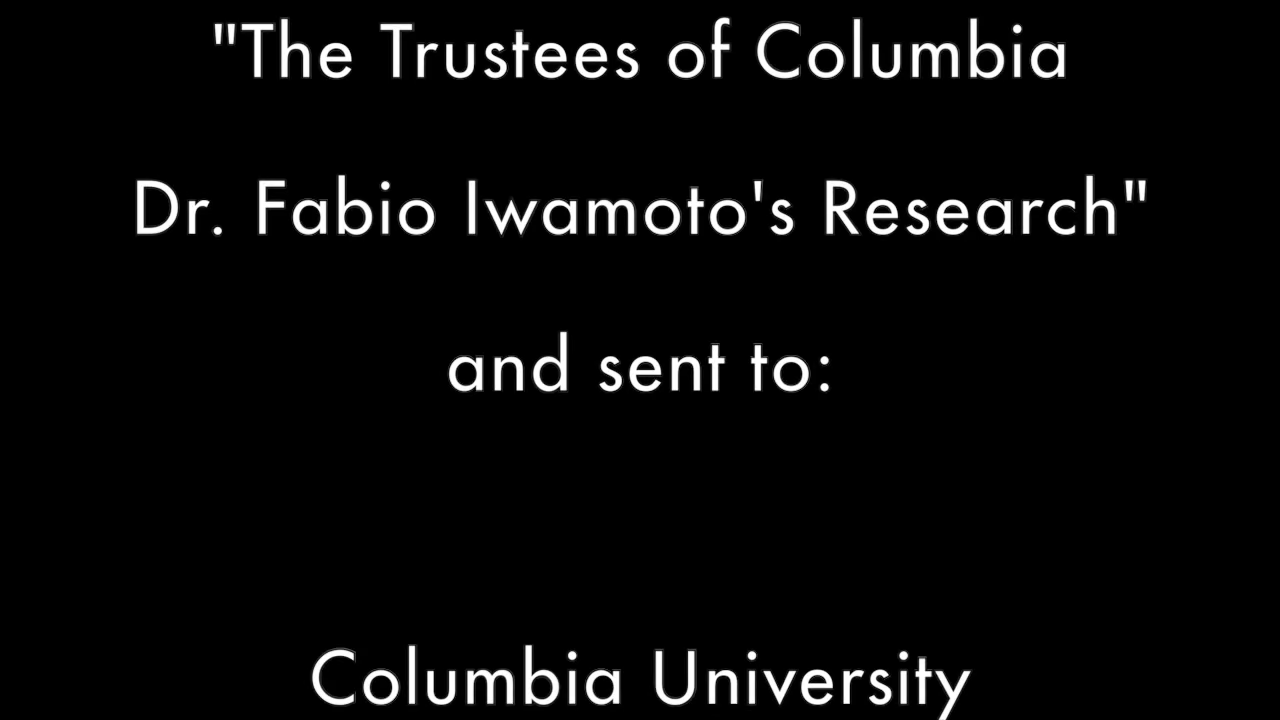 "The Trustees of Columbia
Dr. Fabio Iwamoto's Research"
and sent to:
Columbia University